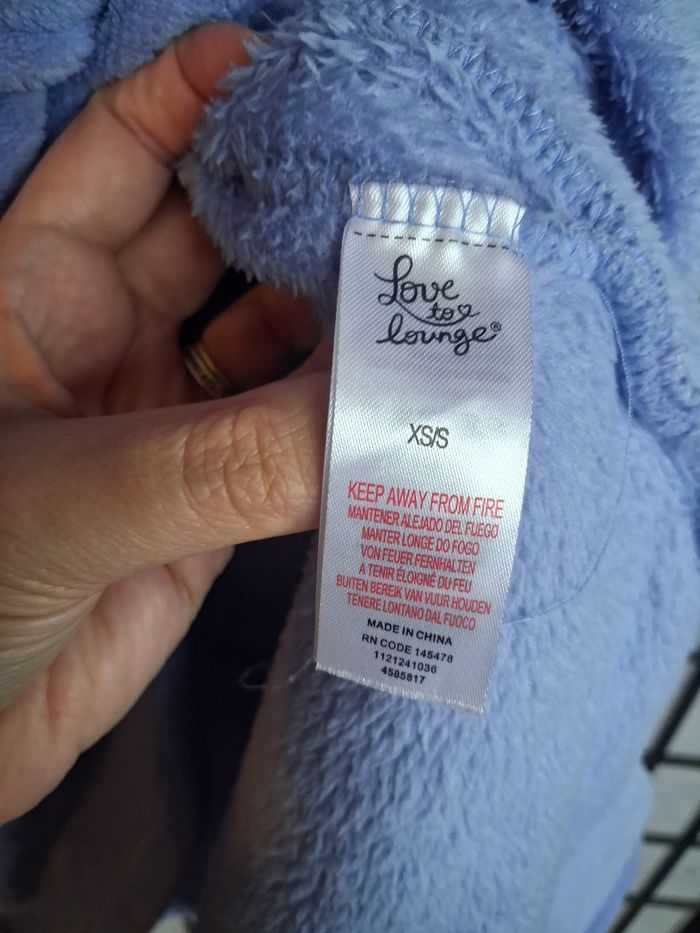 Love
to
lounge®
XS/S
KEEP AWAY FROM FIRE
MANTENER ALEJADO DEL FUEGO
MANTER LONGE DO FOGO
VON FEUER FERNHALTEN
A TENIR ÉLOIGNÉ DU FEU
BUITEN BEREIK VAN VUUR HOUDEN
TENERE LONTANO DAL FUOCO
MADE IN CHINA
RN CODE 145478
1121241036
4585817